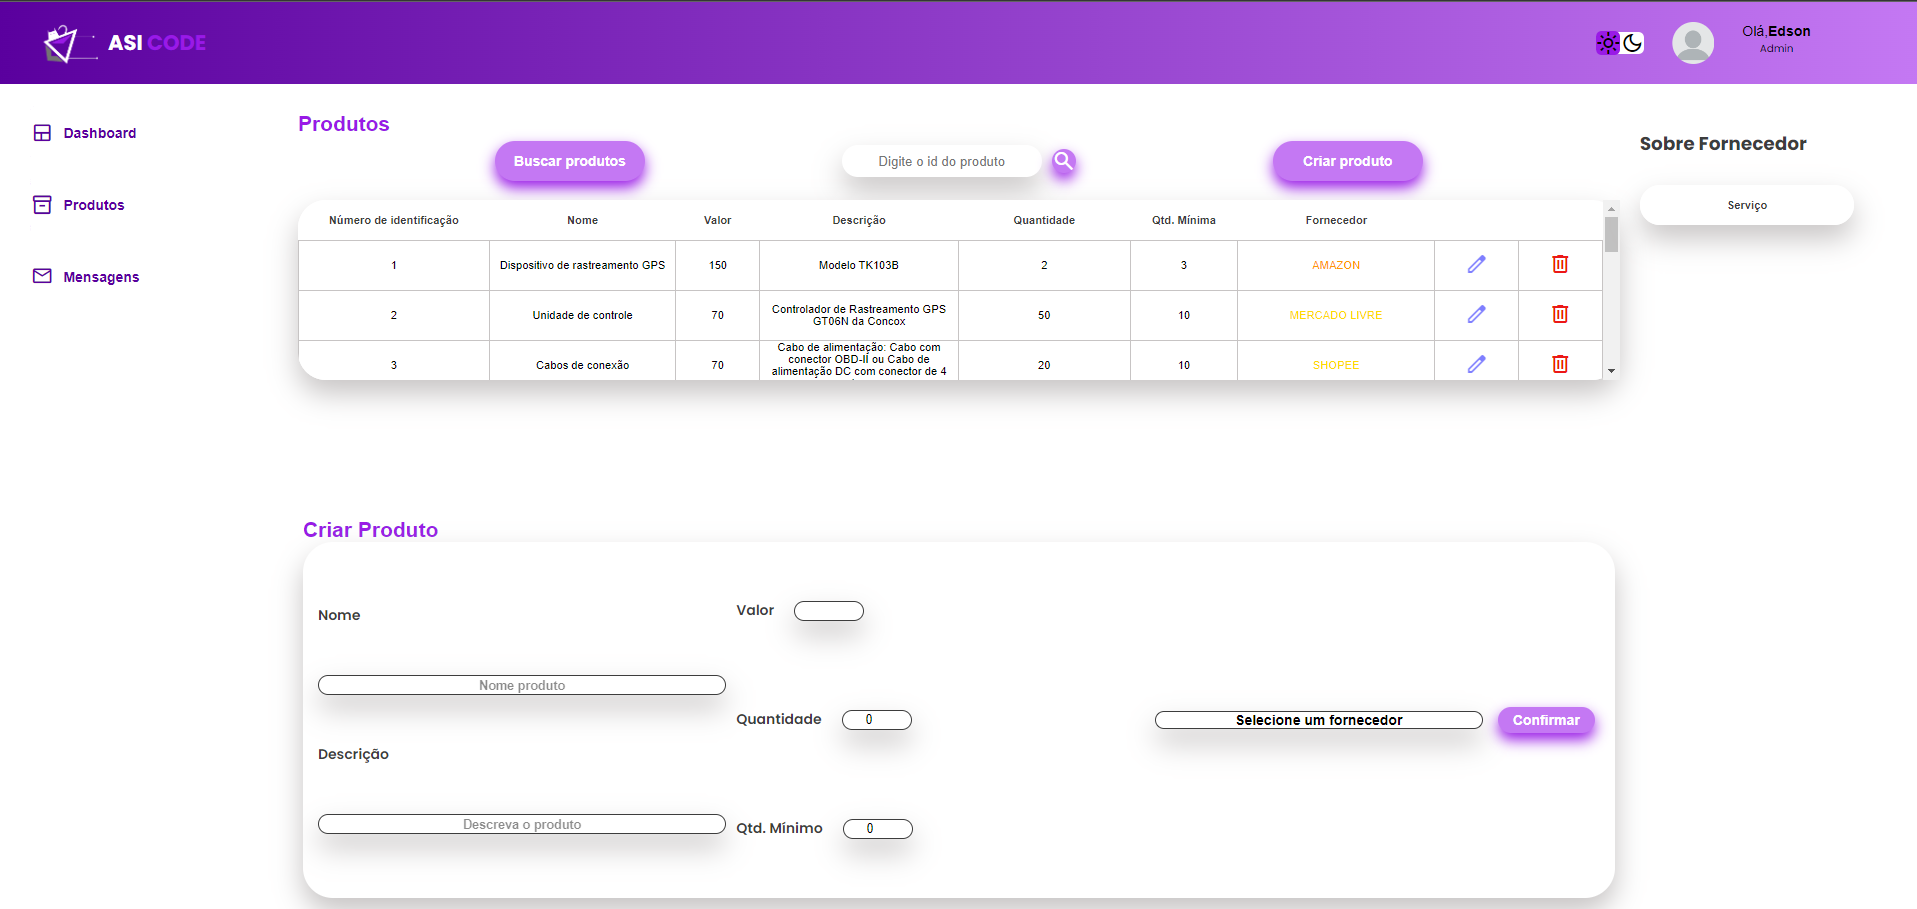 ASI CODE
Olá,Edson
Admin
Dashboard
Produtos
Mensagens
Produtos
Buscar produtos
Digite o id do produto
Criar produto
Número de identificação Nome Valor Descrição Quantidade Qtd. Mínima Fornecedor
1 Dispositivo de rastreamento GPS 150 Modelo TK103B 2 3 AMAZON
2 Unidade de controle 70 Controlador de Rastreamento GPS
GT06N da Concox 50 10 MERCADO LIVRE
3 Cabos de conexão 70 Cabo de alimentação: Cabo com
conector OBD-II ou Cabo de
alimentação DC com conector de 4 20 10 SHOPEE
Sobre Fornecedor
Serviço
Criar Produto
Nome
Nome produto
Descrição
Descreva o produto
Valor
Quantidade 0
Qtd. Mínimo 0
Selecione um fornecedor
Confirmar